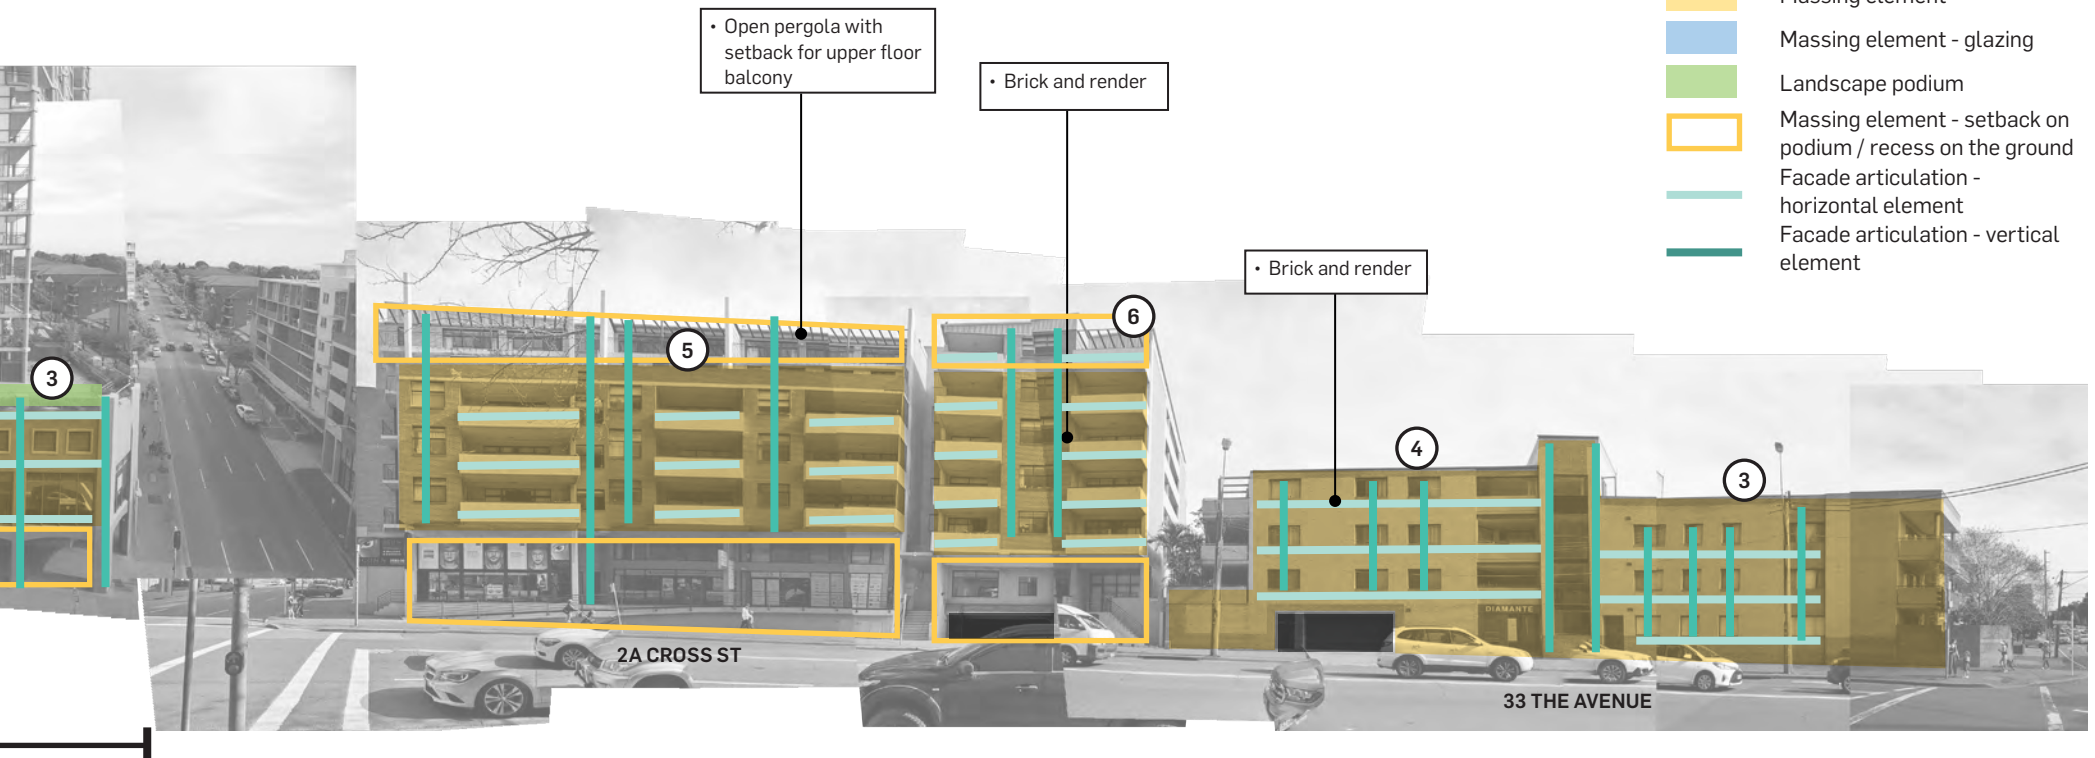 • Open pergola with
setback for upper floor
balcony
• Brick and render
• Brick and render
Massing element
Massing element - glazing
Landscape podium
Massing element - setback on
podium / recess on the ground
Facade articulation -
horizontal element
Facade articulation - vertical
element
3
5
6
4
3
DIAMANTE
2A CROSS ST
33 THE AVENUE